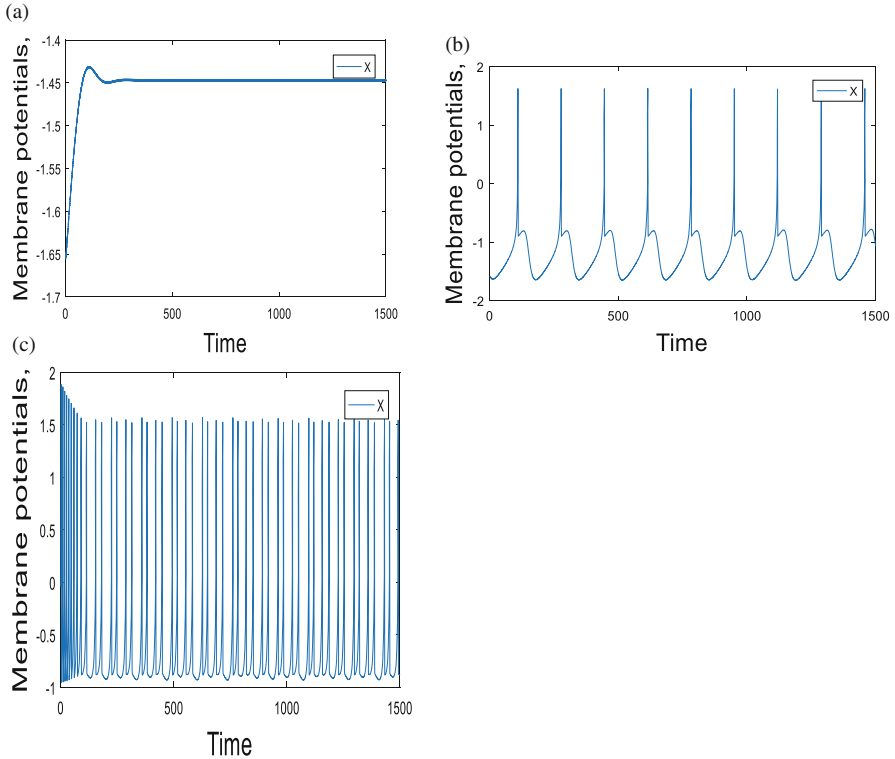 (a)
Membrane potentials,
-1.4
-1.45
-1.5
-1.55
-1.6
-1.65
-1.7
X
0
500
1000
1500
Time
(b)
Membrane potentials,
2
1
0
-1
-2
X
0
500
1000
1500
Time
(c)
Membrane potentials,
2
1.5
1
0.5
0
-0.5
-1
X
0
500
1000
1500
Time